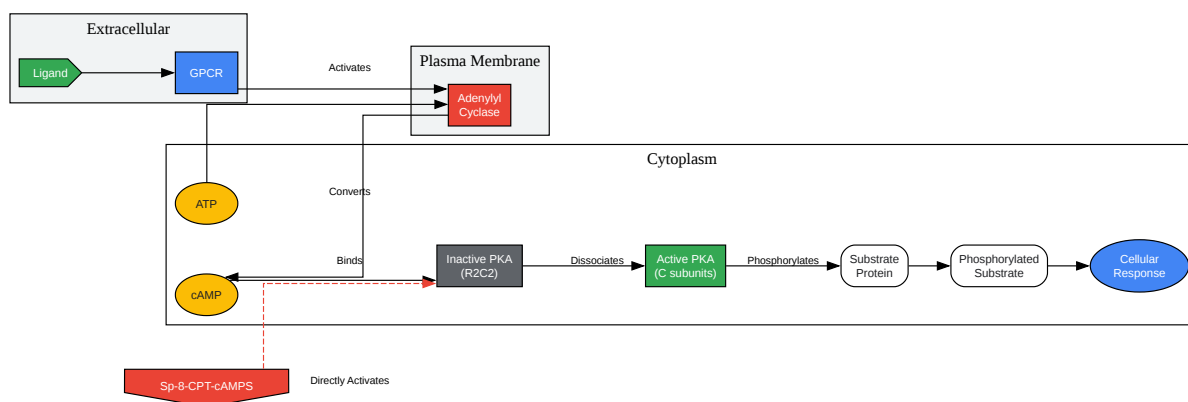 Extracellular
Ligand
GPCR
Activates
Plasma Membrane
Adenylyl
Cyclase
Cytoplasm
ATP
Converts
cAMP
Binds
Inactive PKA
(R2C2)
Dissociates
Active PKA
(C subunits)
Phosphorylates
Substrate
Protein
Phosphorylated
Substrate
Cellular
Response
Sp-8-CPT-cAMPS
Directly Activates